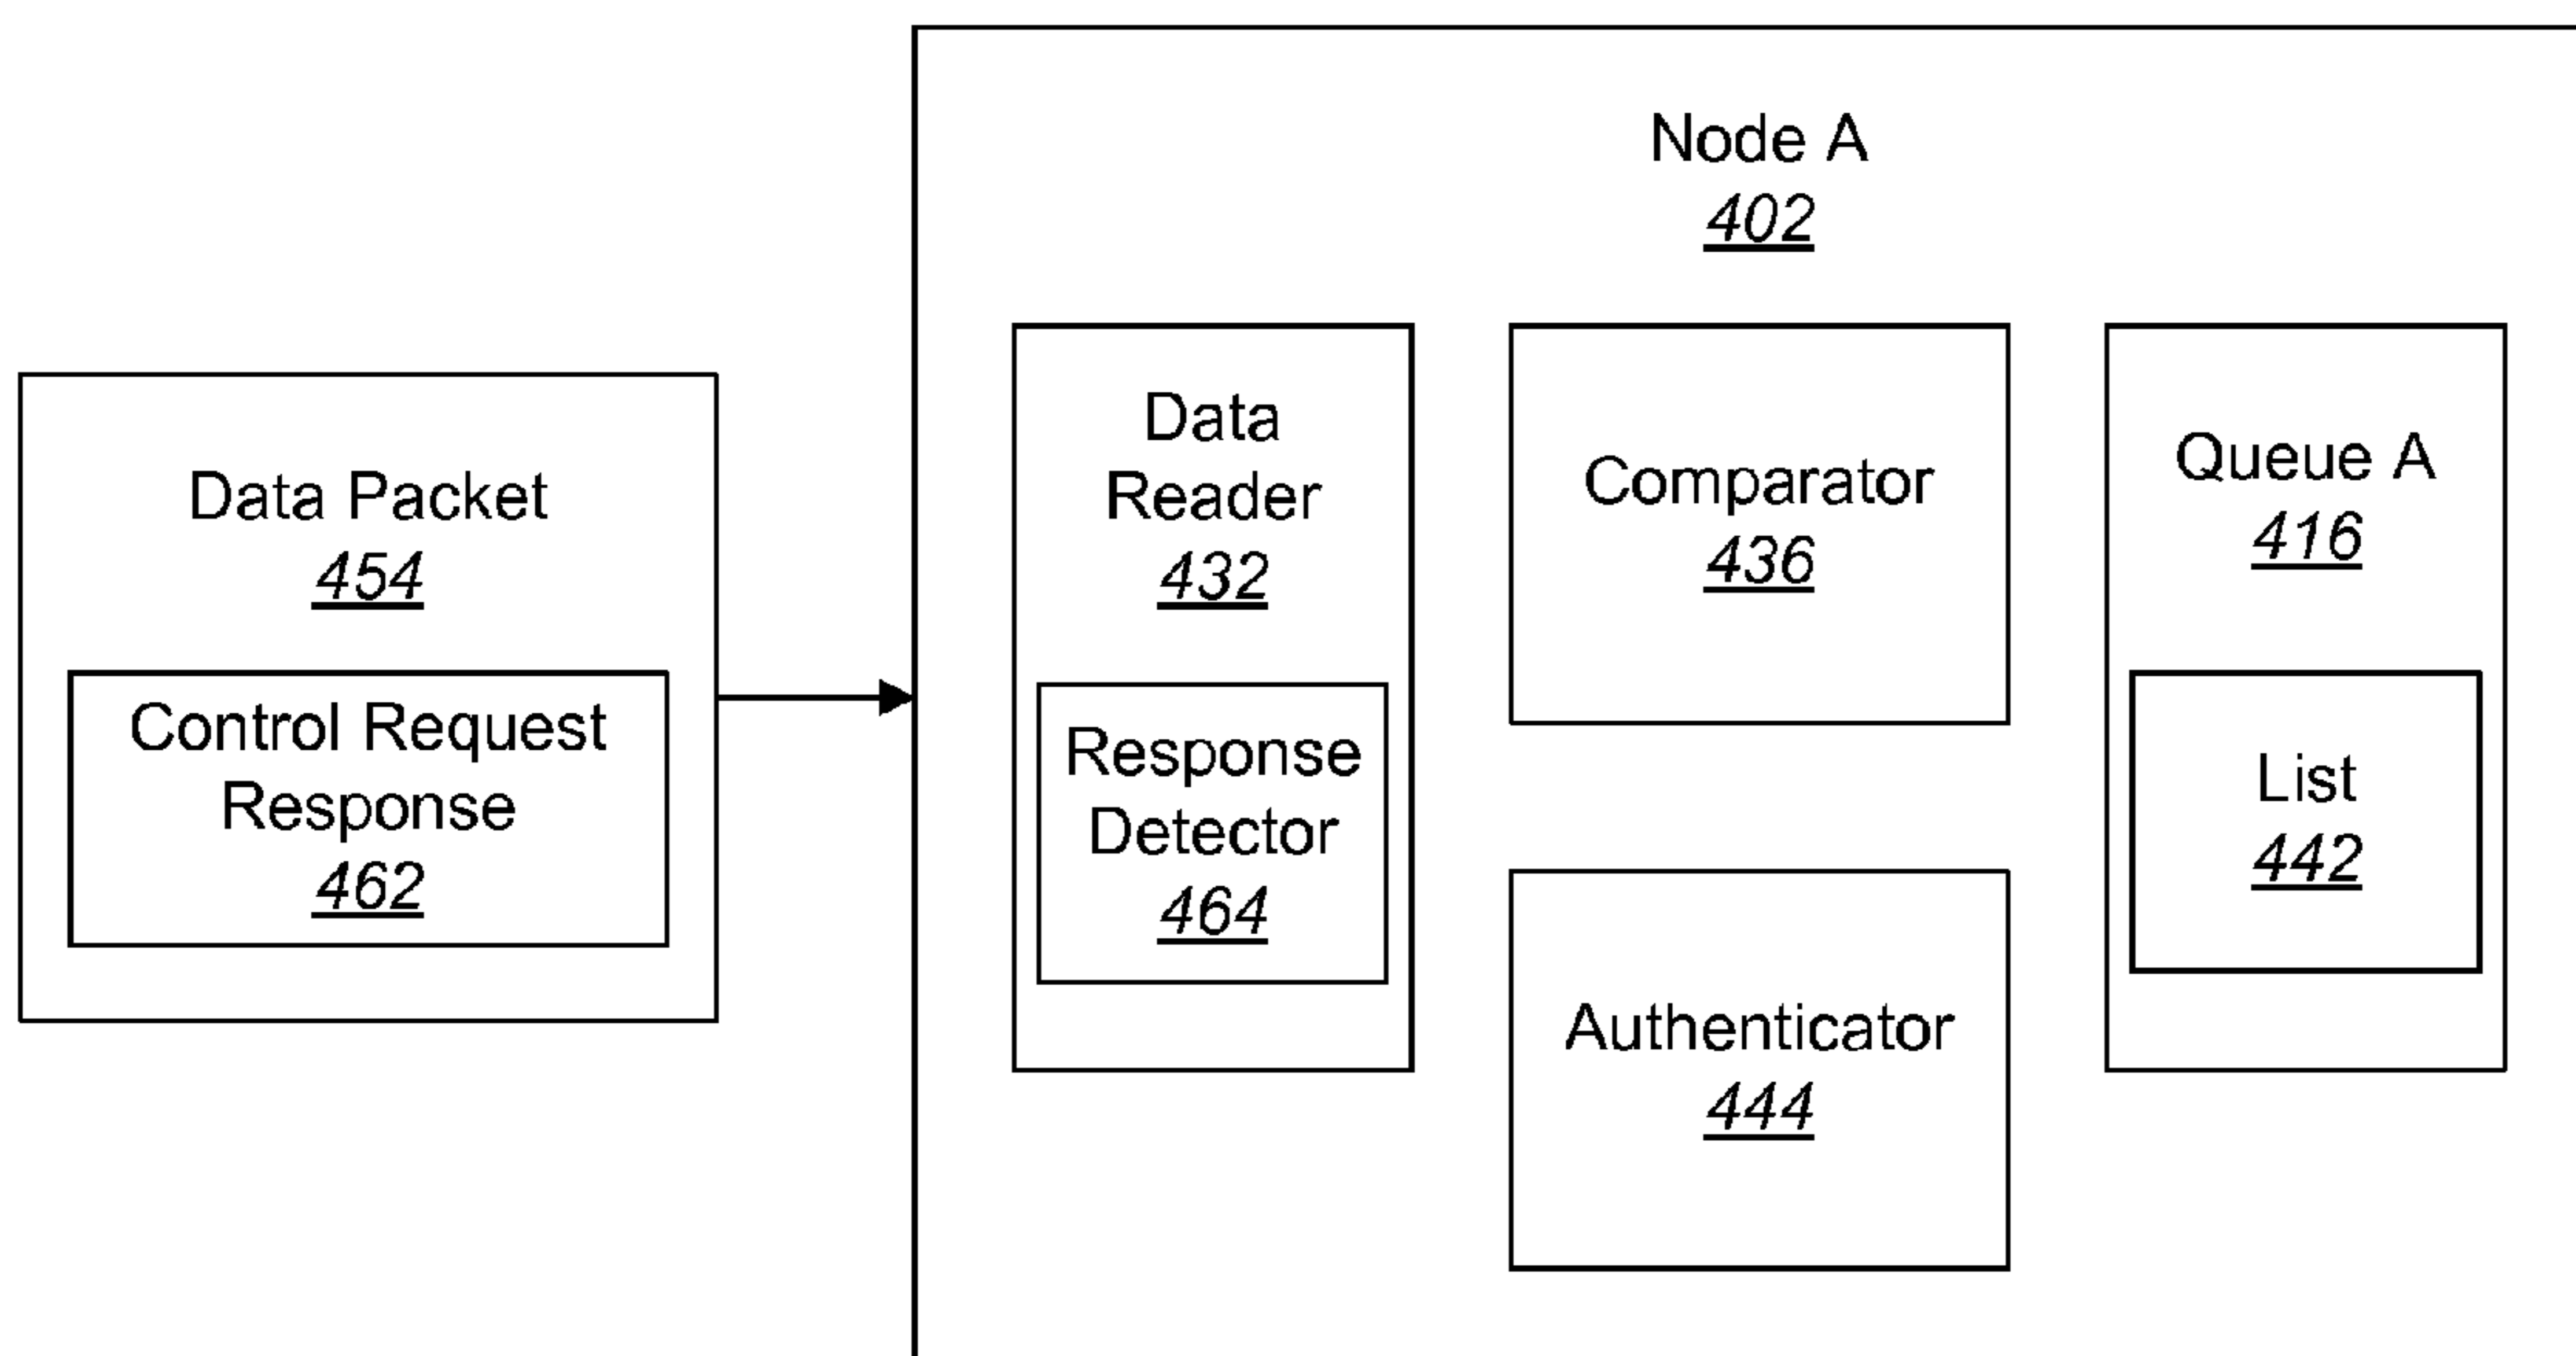 Node A
402
Data Packet
454
Control Request
Response
462
Data
Reader
432
Response
Detector
464
Comparator
436
Authenticator
444
Queue A
416
List
442